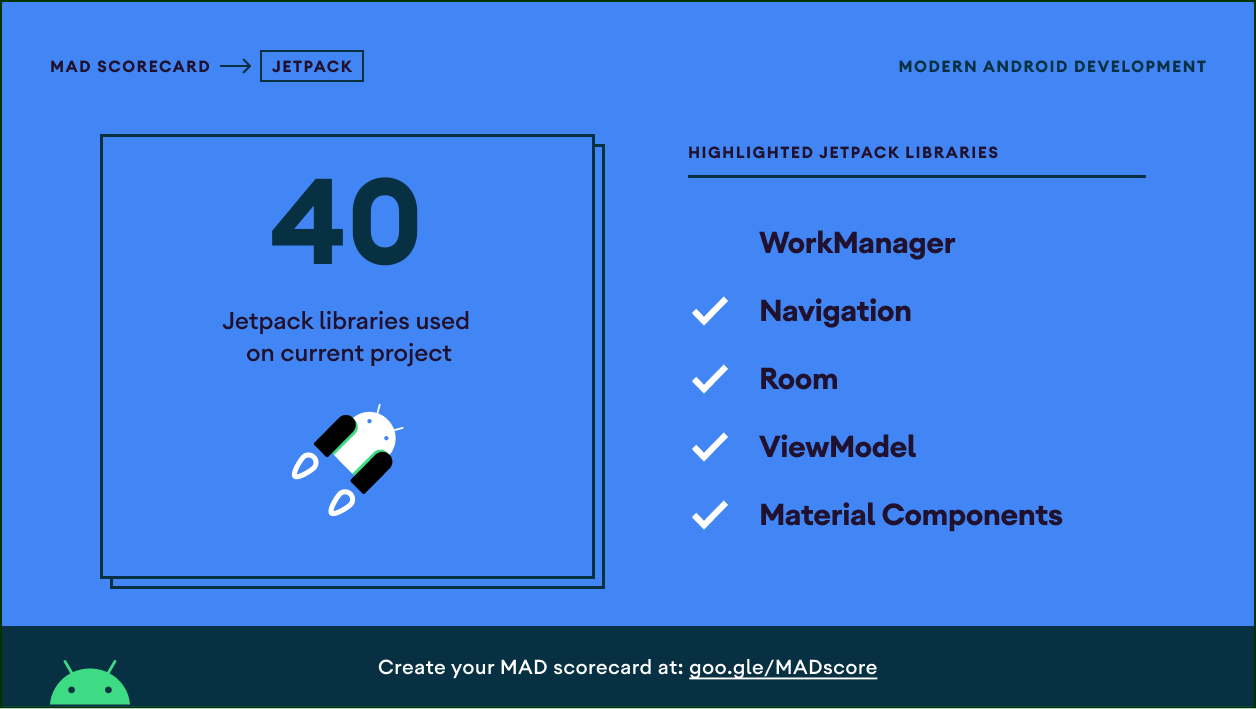 MAD SCORECARD → JETPACK
MODERN ANDROID DEVELOPMENT
40
Jetpack libraries used
on current project
HIGHLIGHTED JETPACK LIBRARIES
WorkManager
Navigation
Room
ViewModel
Material Components
Create your MAD scorecard at: goo.gle/MADscore